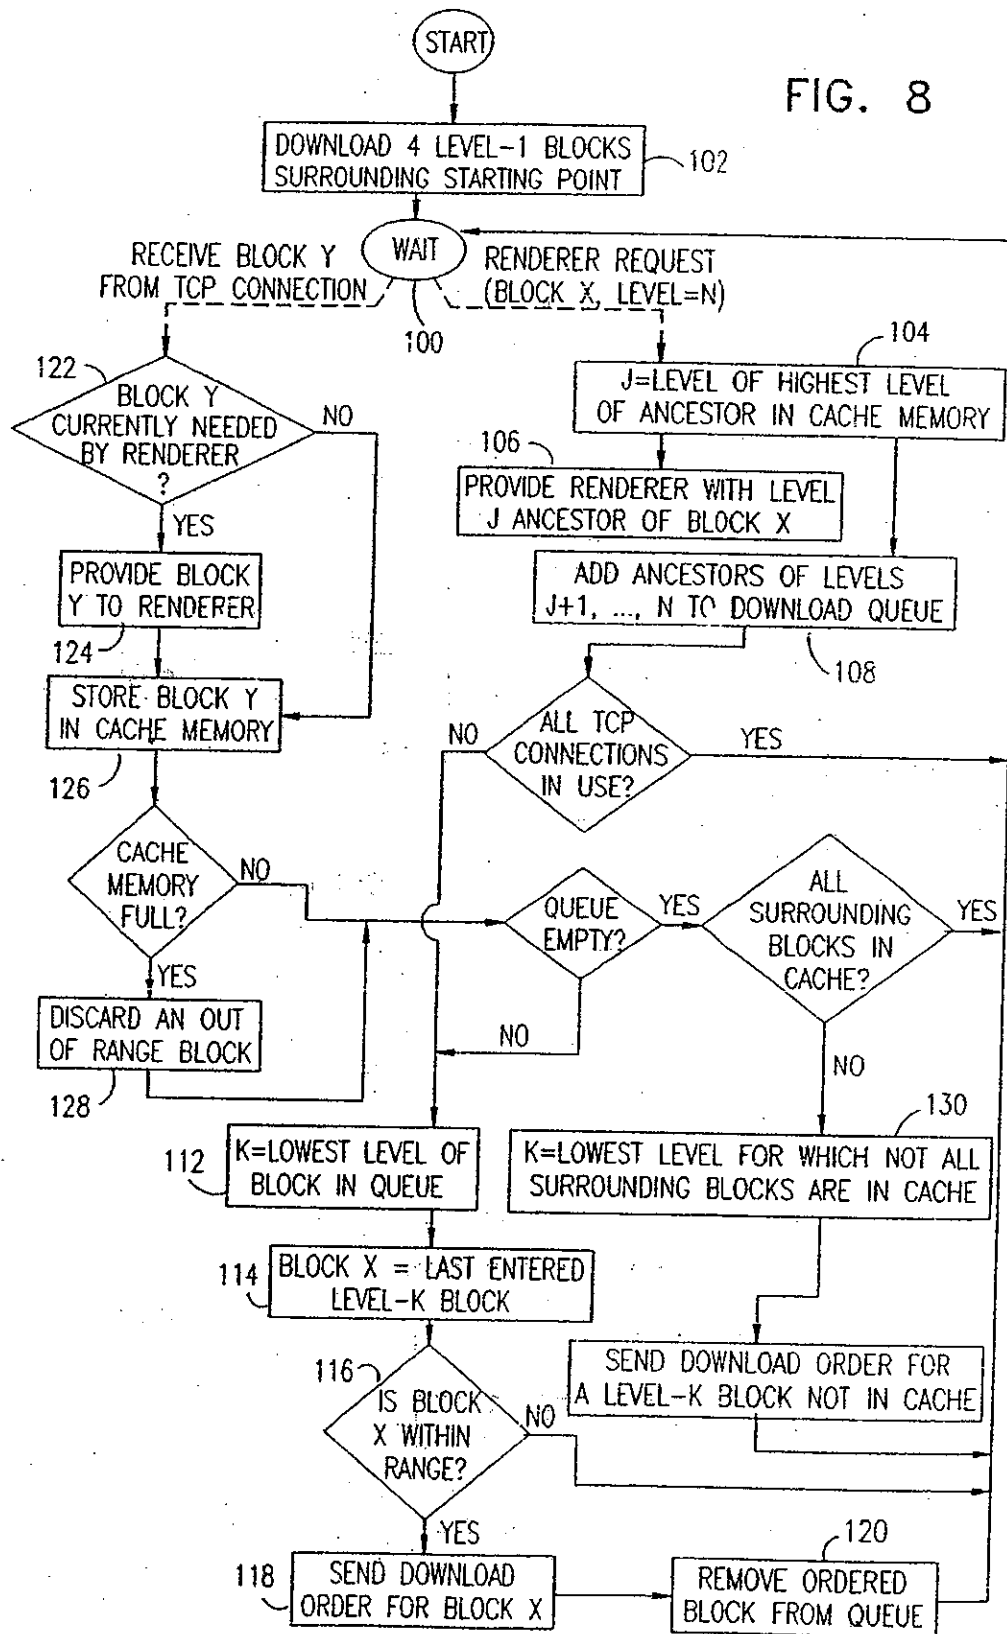 START
FIG. 8
DOWNLOAD 4 LEVEL-1 BLOCKS
SURROUNDING STARTING POINT
102
RECEIVE BLOCK Y
FROM TCP CONNECTION
WAIT
100
RENDERER REQUEST
(BLOCK X, LEVEL=N)
122
BLOCK Y
CURRENTLY NEEDED
BY RENDERER
?
NO
YES
104
J=LEVEL OF HIGHEST LEVEL
OF ANCESTOR IN CACHE MEMORY
106
PROVIDE RENDERER WITH LEVEL
J ANCESTOR OF BLOCK X
PROVIDE BLOCK
Y TO RENDERER
124
ADD ANCESTORS OF LEVELS
J+1, ..., N TO DOWNLOAD QUEUE
108
STORE BLOCK Y
IN CACHE MEMORY
126
NO
ALL TCP
CONNECTIONS
IN USE?
YES
CACHE
MEMORY
FULL?
NO
YES
QUEUE
EMPTY?
YES
NO
ALL
SURROUNDING
BLOCKS IN
CACHE?
YES
NO
DISCARD AN OUT
OF RANGE BLOCK
128
112
K=LOWEST LEVEL OF
BLOCK IN QUEUE
130
K=LOWEST LEVEL FOR WHICH NOT ALL
SURROUNDING BLOCKS ARE IN CACHE
114
BLOCK X = LAST ENTERED
LEVEL-K BLOCK
116
IS BLOCK
X WITHIN
RANGE?
NO
YES
SEND DOWNLOAD ORDER FOR
A LEVEL-K BLOCK NOT IN CACHE
118
SEND DOWNLOAD
ORDER FOR BLOCK X
120
REMOVE ORDERED
BLOCK FROM QUEUE